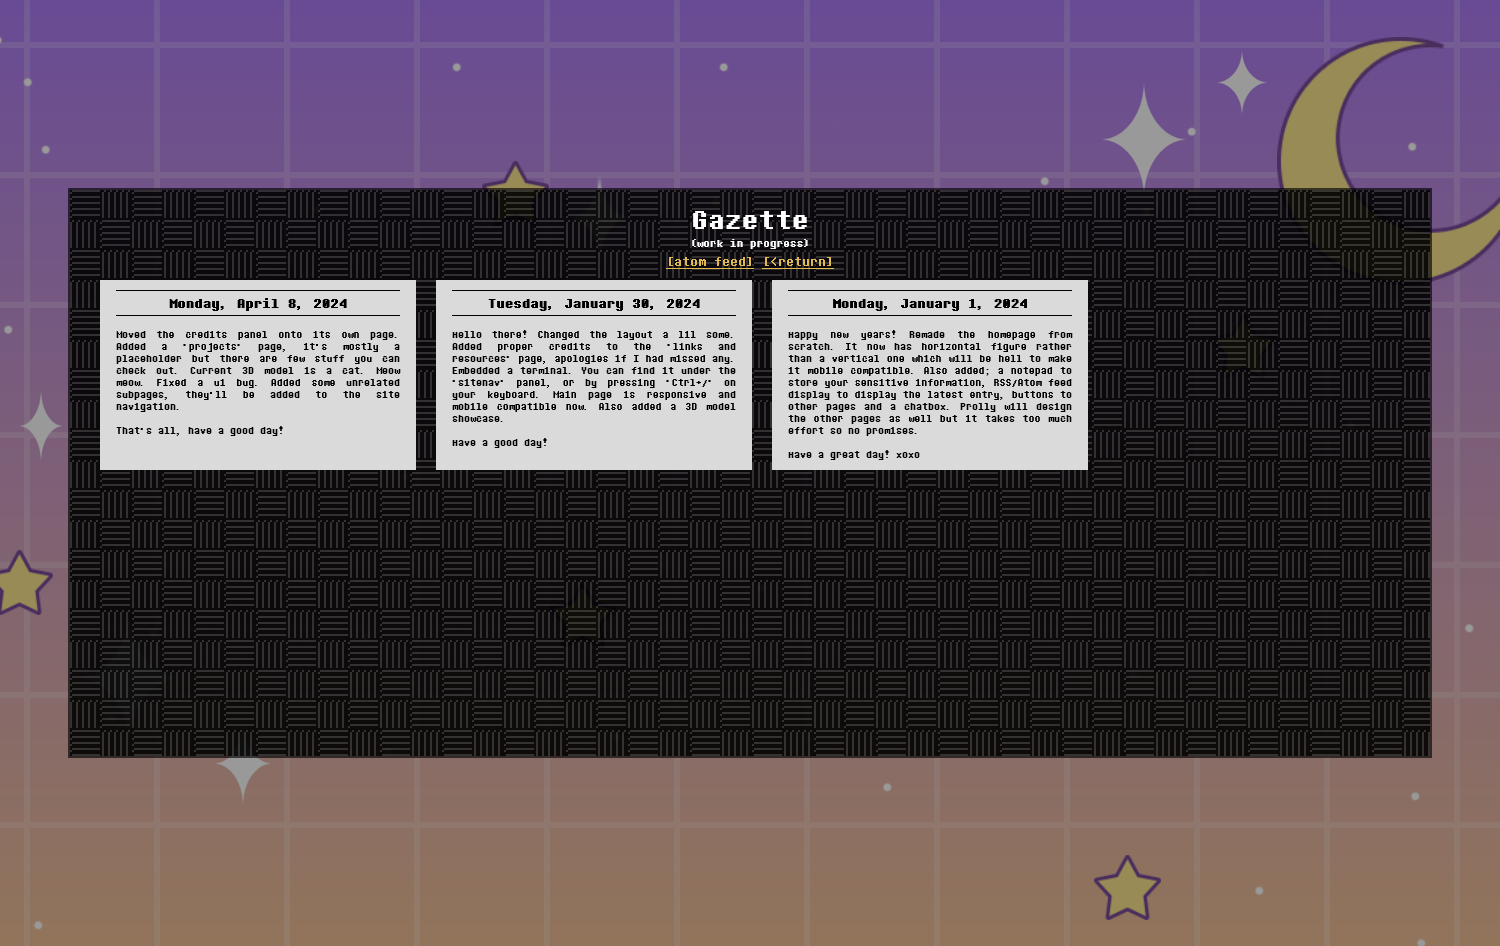 Gazette
(work in progress)
[atom feed] [<return]
Monday, April 8, 2024
Moved the credits panel onto its own page.
Added a "projects" page, it's mostly a
placeholder but there are few stuff you can
check out. Current 3D model is a cat. Meow
meow. Fixed a ui bug. Added some unrelated
subpages, they'll be added to the site
navigation.
That's all, have a good day!
Tuesday, January 30, 2024
Hello there! Changed the layout a lil some.
Added proper credits to the "links and
resources" page, apologies if I had missed any.
Embedded a terminal. You can find it under the
"sitenav" panel, or by pressing "Ctrl+/" on
your keyboard. Main page is responsive and
mobile compatible now. Also added a 3D model
showcase.
Have a good day!
Monday, January 1, 2024
Happy new years! Remade the homepage from
scratch. It now has horizontal figure rather
than a vertical one which will be hell to make
it mobile compatible. Also added; a notepad to
store your sensitive information, RSS/Atom feed
display to display the latest entry, buttons to
other pages and a chatbox. Prolly will design
the other pages as well but it takes too much
effort so no promises.
Have a great day! xoxo